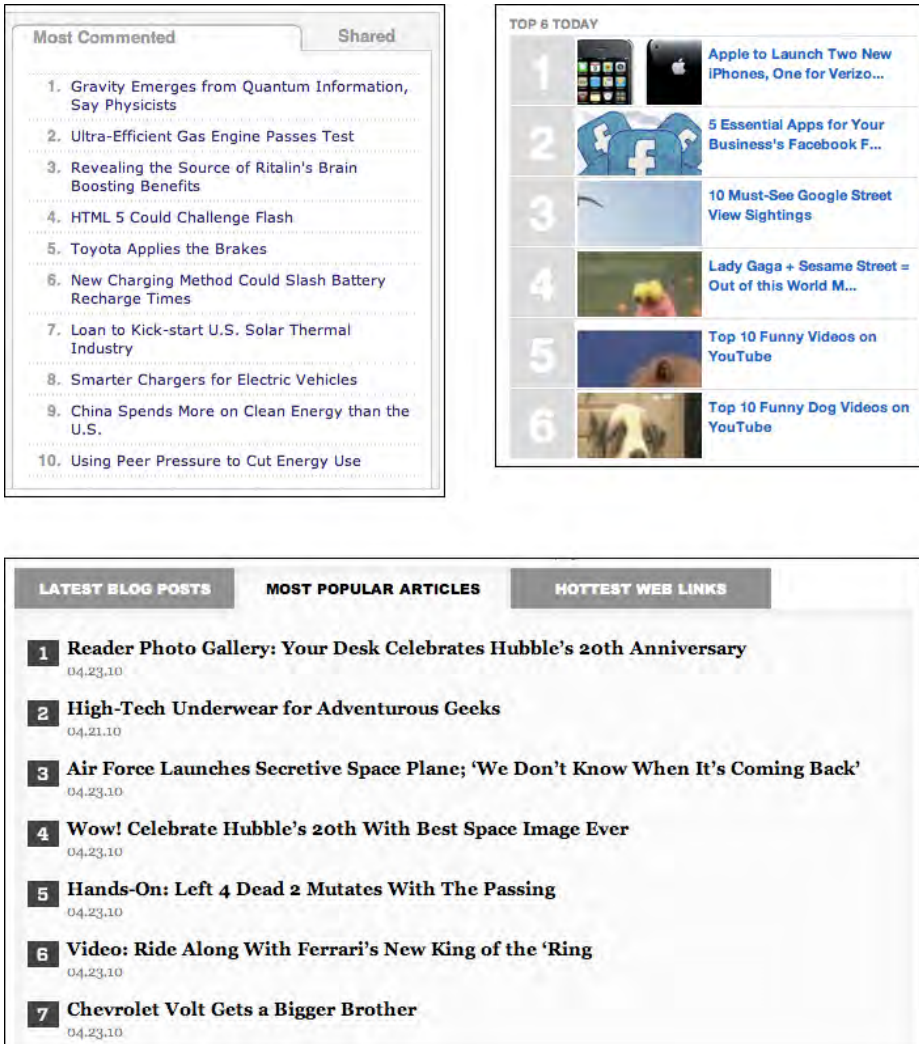 Most Commented
Shared
1. Gravity Emerges from Quantum Information,
Say Physicists
2. Ultra-Efficient Gas Engine Passes Test
3. Revealing the Source of Ritalin's Brain
Boosting Benefits
4. HTML 5 Could Challenge Flash
5. Toyota Applies the Brakes
6. New Charging Method Could Slash Battery
Recharge Times
7. Loan to Kick-start U.S. Solar Thermal
Industry
8. Smarter Chargers for Electric Vehicles
9. China Spends More on Clean Energy than the
U.S.
10. Using Peer Pressure to Cut Energy Use
TOP 6 TODAY
1
Apple to Launch Two New
iPhones, One for Verizo...
2
5 Essential Apps for Your
Business's Facebook F...
3
10 Must-See Google Street
View Sightings
4
Lady Gaga + Sesame Street =
Out of this World M...
5
Top 10 Funny Videos on
YouTube
6
Top 10 Funny Dog Videos on
YouTube
LATEST BLOG POSTS
MOST POPULAR ARTICLES
HOTTEST WEB LINKS
1 Reader Photo Gallery: Your Desk Celebrates Hubble's 20th Anniversary
04.23.10
2 High-Tech Underwear for Adventurous Geeks
04.21.10
3 Air Force Launches Secretive Space Plane; ‘We Don’t Know When It’s Coming Back’
04.23.10
4 Wow! Celebrate Hubble’s 20th With Best Space Image Ever
04.23.10
5 Hands-On: Left 4 Dead 2 Mutates With The Passing
04.23.10
6 Video: Ride Along With Ferrari’s New King of the ‘Ring
04.23.10
7 Chevrolet Volt Gets a Bigger Brother
04.23.10